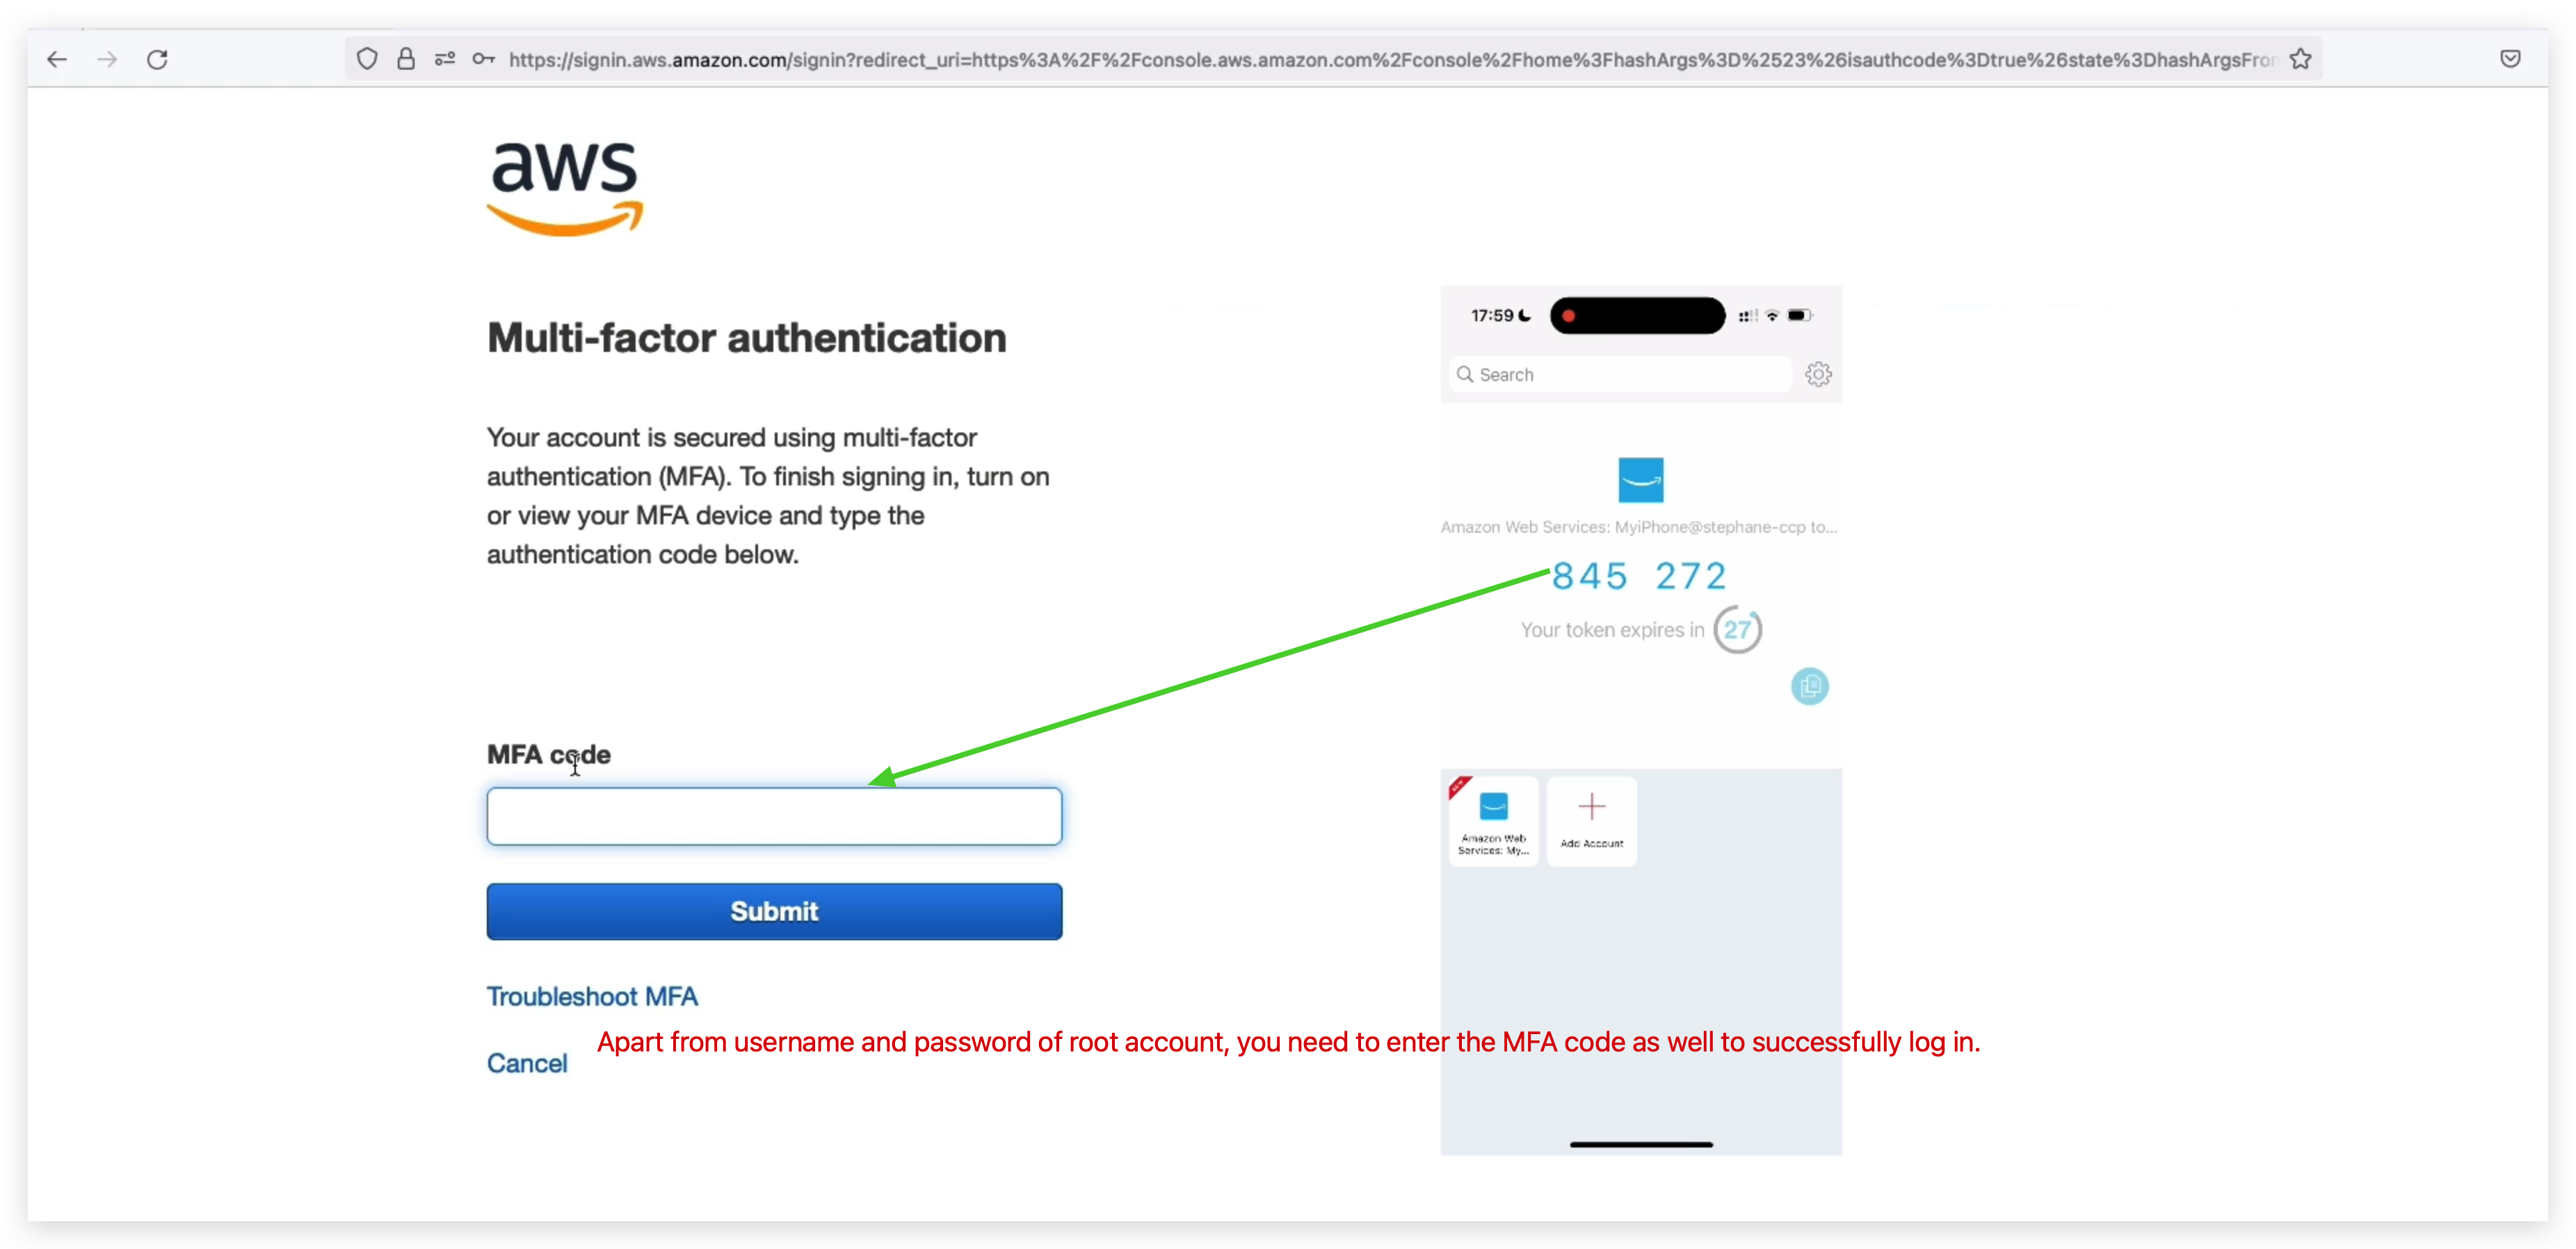 https://signin.aws.amazon.com/signin?redirect_uri=https%3A%2F%2Fconsole.aws.amazon.com%2Fconsole%2Fhome%3FhashArgs%3D%2523%26isauthcode%3Dtrue%26state%3DhashArgsFror
aws
Multi-factor authentication
Your account is secured using multi-factor
authentication (MFA). To finish signing in, turn on
or view your MFA device and type the
authentication code below.
MFA code
Submit
Troubleshoot MFA
Cancel
17:59
Search
Amazon Web Services: MyiPhone@stephane-ccp to...
845 272
Your token expires in 27
NEW
Amazon Web
Services: My...
Add Account
Apart from username and password of root account, you need to enter the MFA code as well to successfully log in.